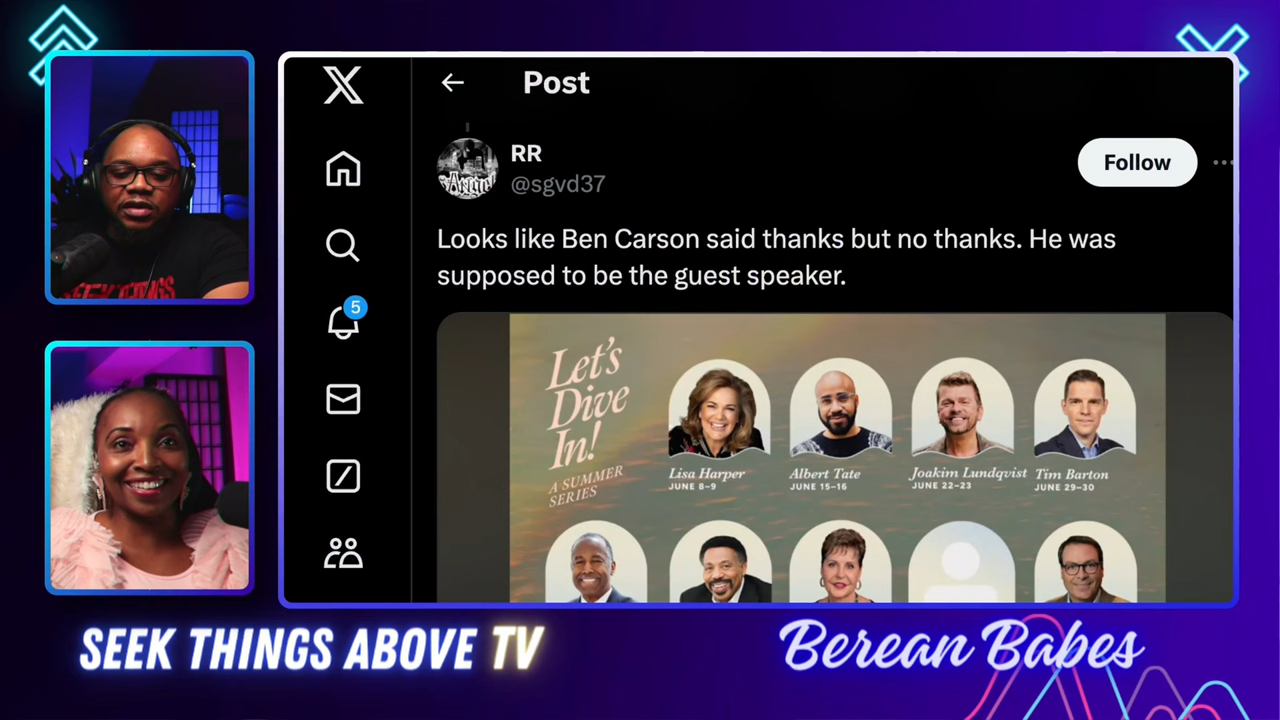 Post
RR
@sgvd37
Follow
Looks like Ben Carson said thanks but no thanks. He was
supposed to be the guest speaker.
5
Let's
Dive
In!
A SUMMER
SERIES
Lisa Harper
JUNE 8–9
Albert Tate
JUNE 15–16
Joakim Lundqvist
JUNE 22–23
Tim Barton
JUNE 29–30
SEEK THINGS
SEEK THINGS ABOVE TV
Berean Babes